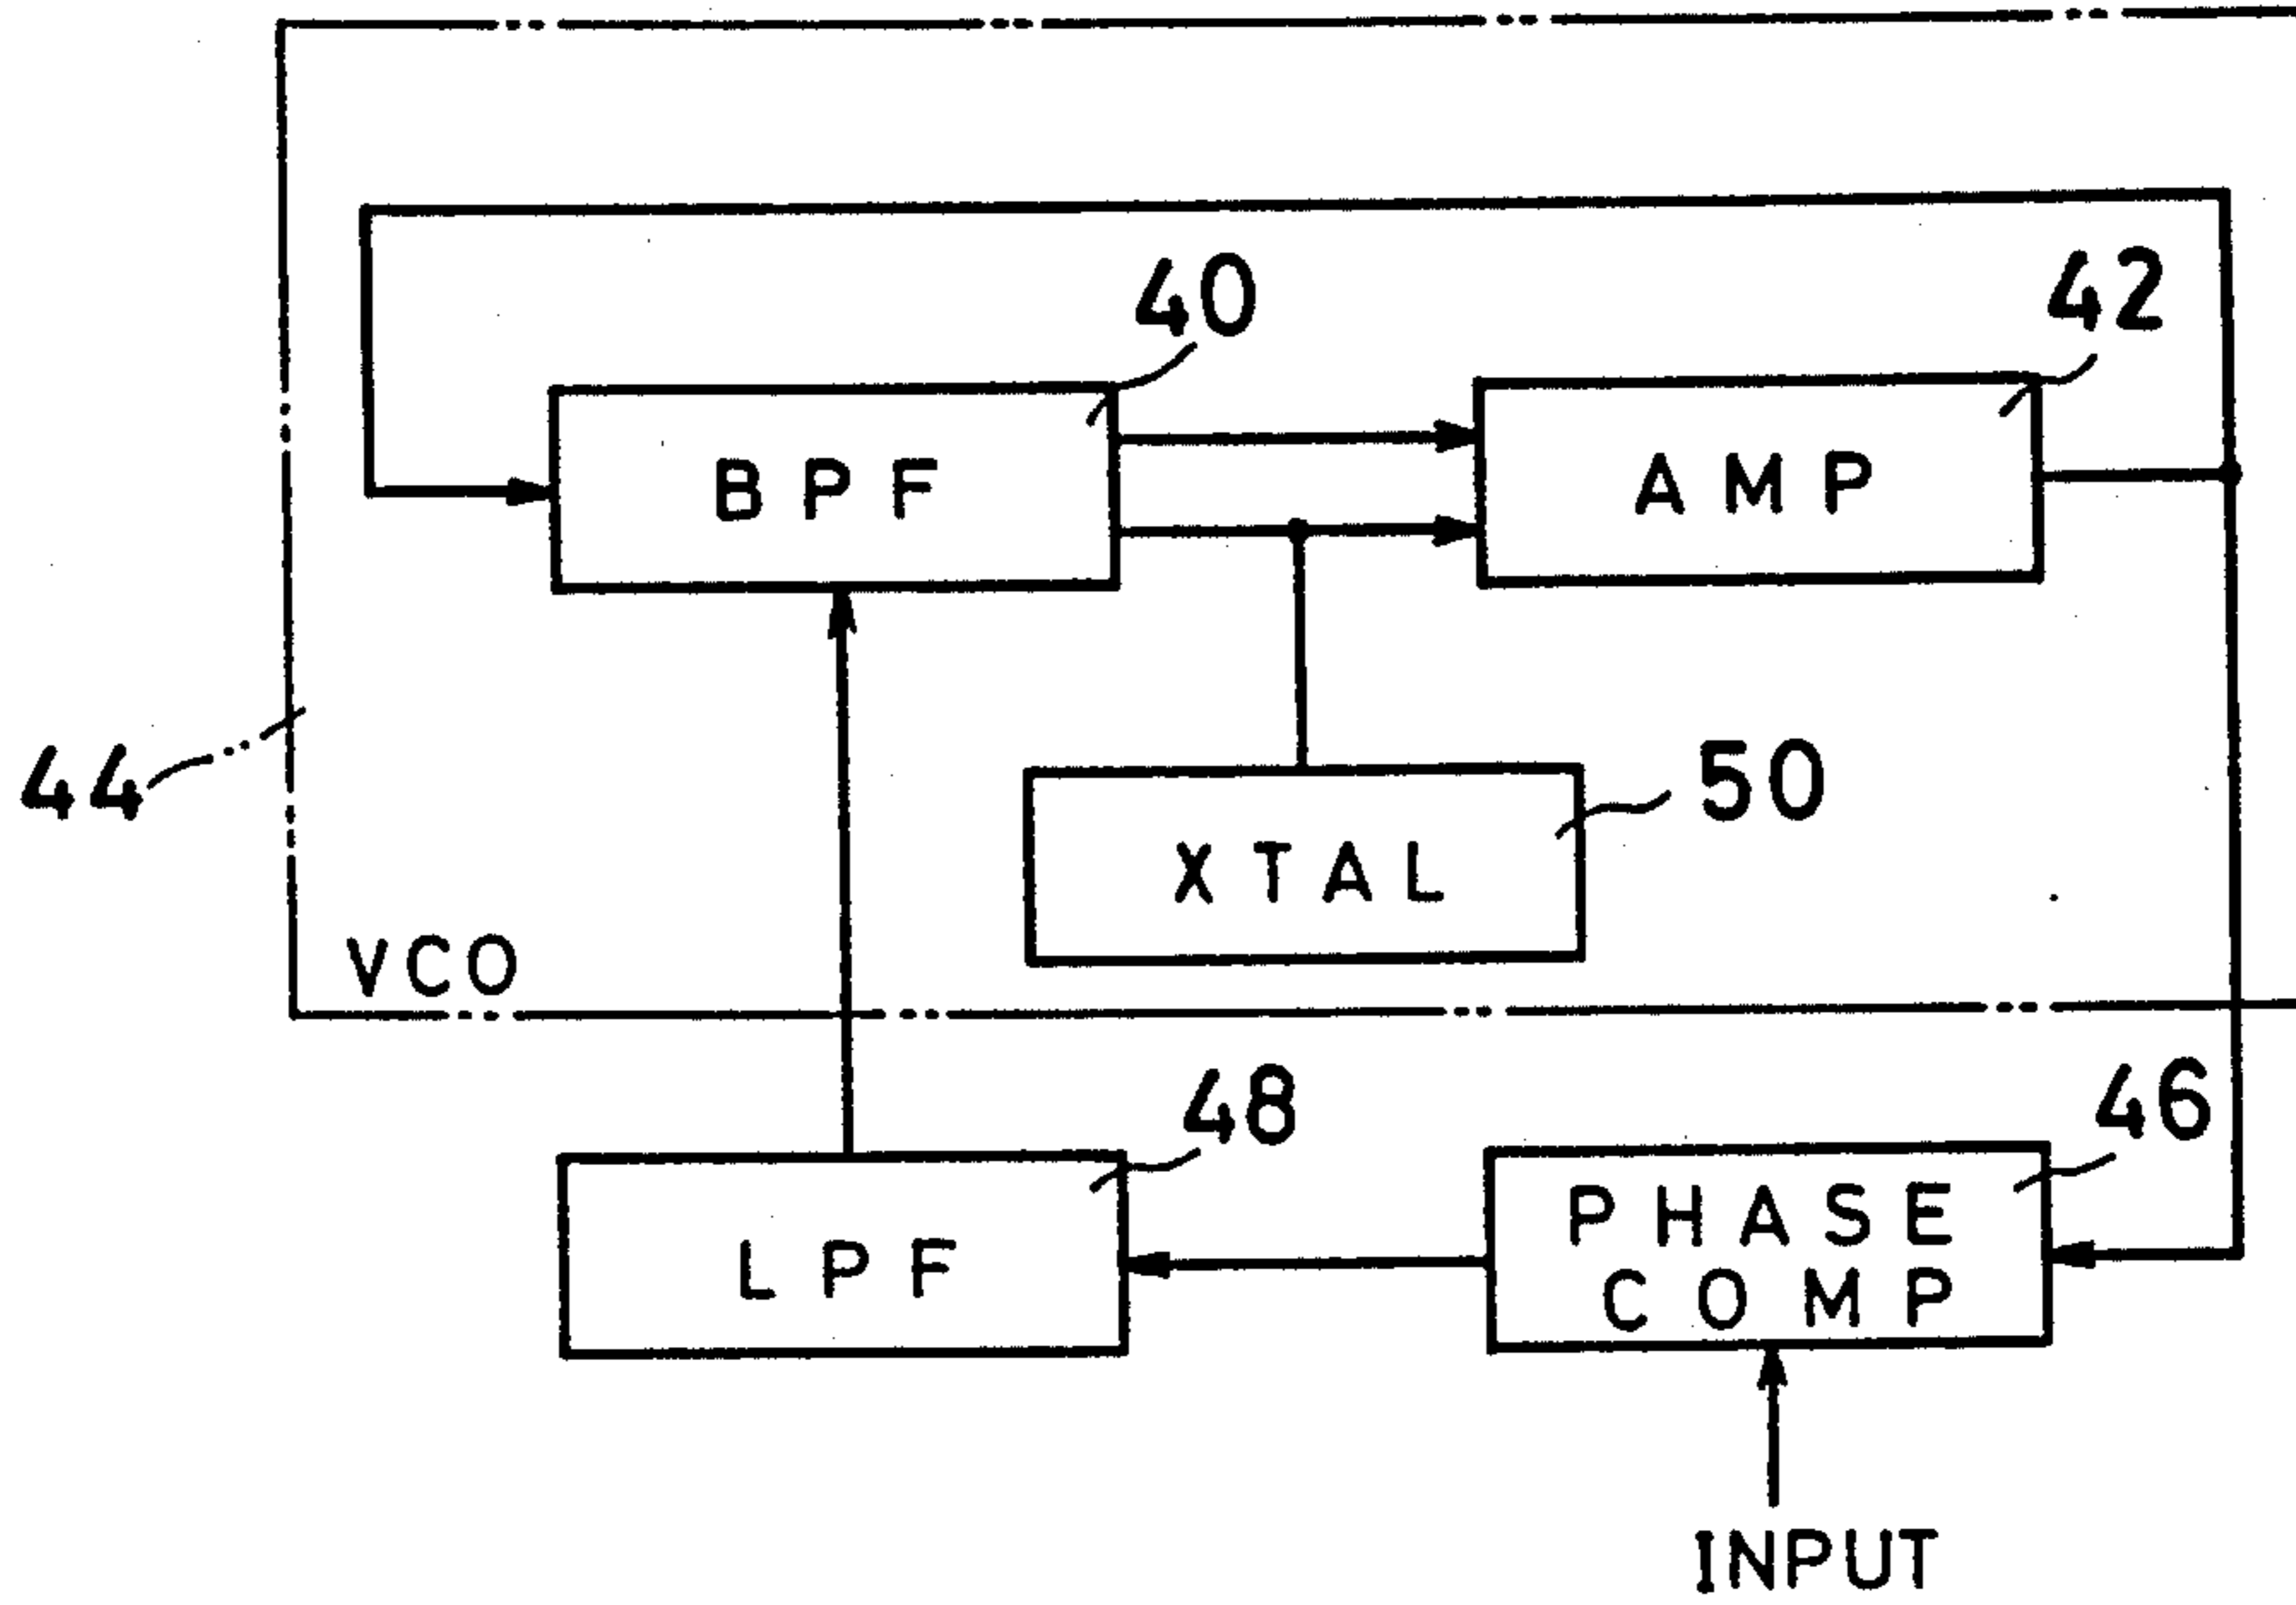 40
42
BPF
AMP
44
50
XTAL
VCO
48
46
LPF
PHASE
COMP
INPUT